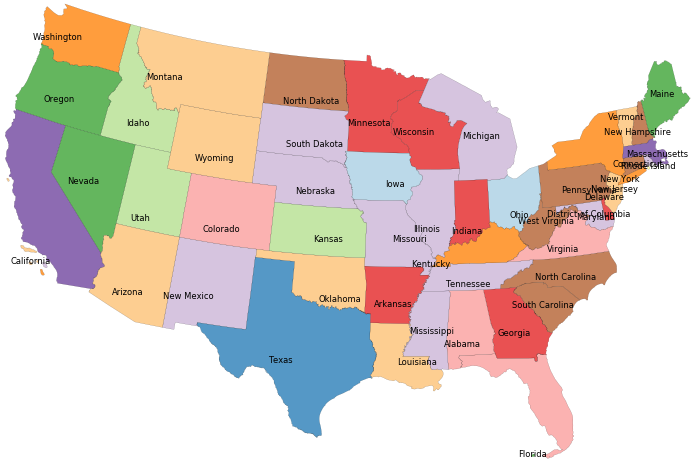 Washington
Montana
North Dakota
Minnesota
Wisconsin
Michigan
Maine
Vermont
New Hampshire
Massachusetts
Connecticut
Rhode Island
Oregon
Idaho
Wyoming
South Dakota
Nebraska
Iowa
New York
Pennsylvania
New Jersey
Delaware
District of Columbia
Maryland
West Virginia
Ohio
Indiana
Illinois
Missouri
Kansas
Colorado
Utah
Nevada
California
Arizona
New Mexico
Oklahoma
Arkansas
Kentucky
Tennessee
Virginia
North Carolina
South Carolina
Georgia
Alabama
Mississippi
Louisiana
Texas
Florida